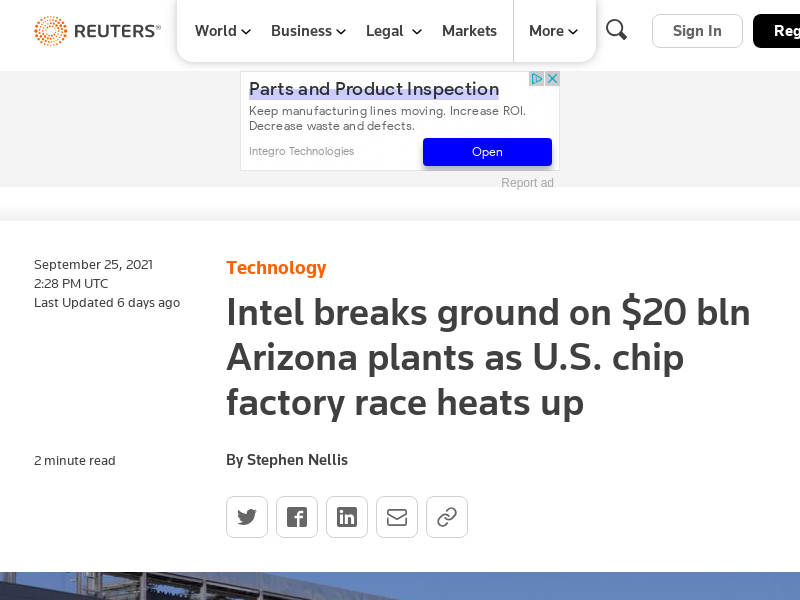 REUTERS®
World
Business
Legal
Markets
More
Sign In
Parts and Product Inspection
Keep manufacturing lines moving. Increase ROI.
Decrease waste and defects.
Integro Technologies
Open
Report ad
September 25, 2021
2:28 PM UTC
Last Updated 6 days ago
Technology
Intel breaks ground on $20 bln
Arizona plants as U.S. chip
factory race heats up
2 minute read
By Stephen Nellis